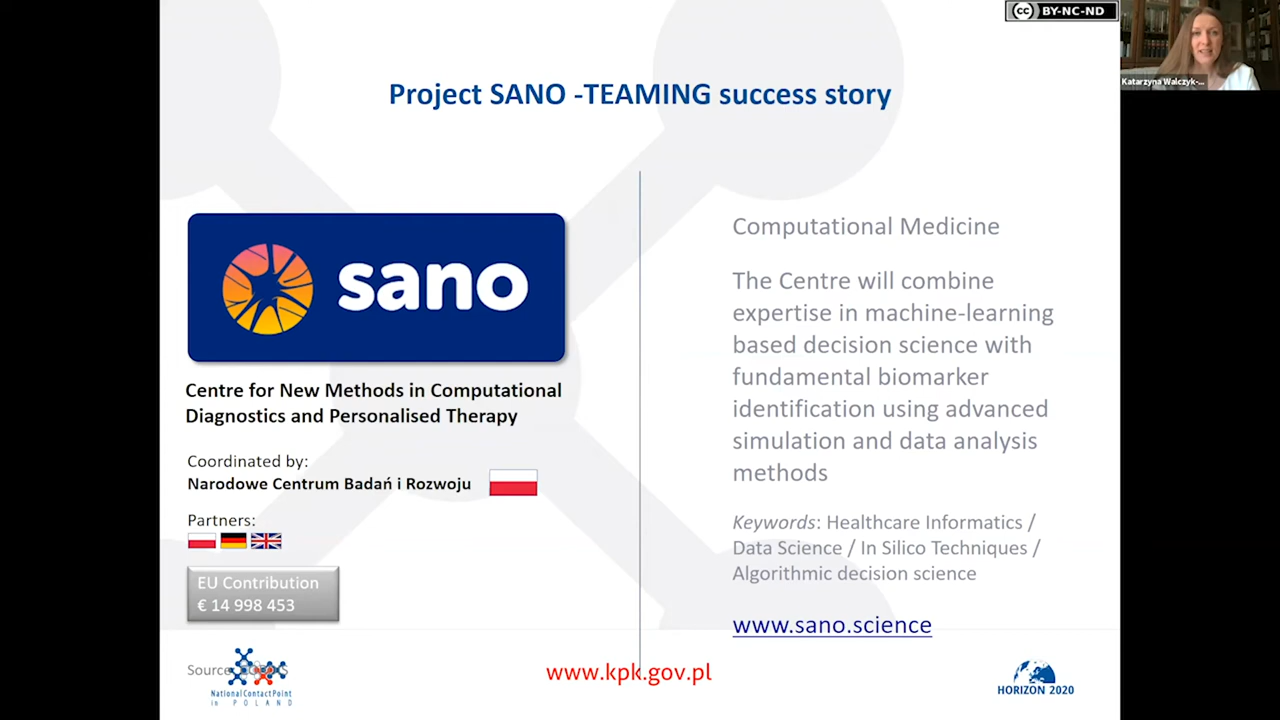 cc BY-NC-ND
Katarzyna Walczyk-...
Project SANO -TEAMING success story
sano
Centre for New Methods in Computational
Diagnostics and Personalised Therapy
Coordinated by:
Narodowe Centrum Badań i Rozwoju
Partners:
EU Contribution
€ 14 998 453
Source:
NationalContactPoint
in POLAND
Computational Medicine
The Centre will combine
expertise in machine-learning
based decision science with
fundamental biomarker
identification using advanced
simulation and data analysis
methods
Keywords: Healthcare Informatics /
Data Science / In Silico Techniques /
Algorithmic decision science
www.sano.science
www.kpk.gov.pl
HORIZON 2020